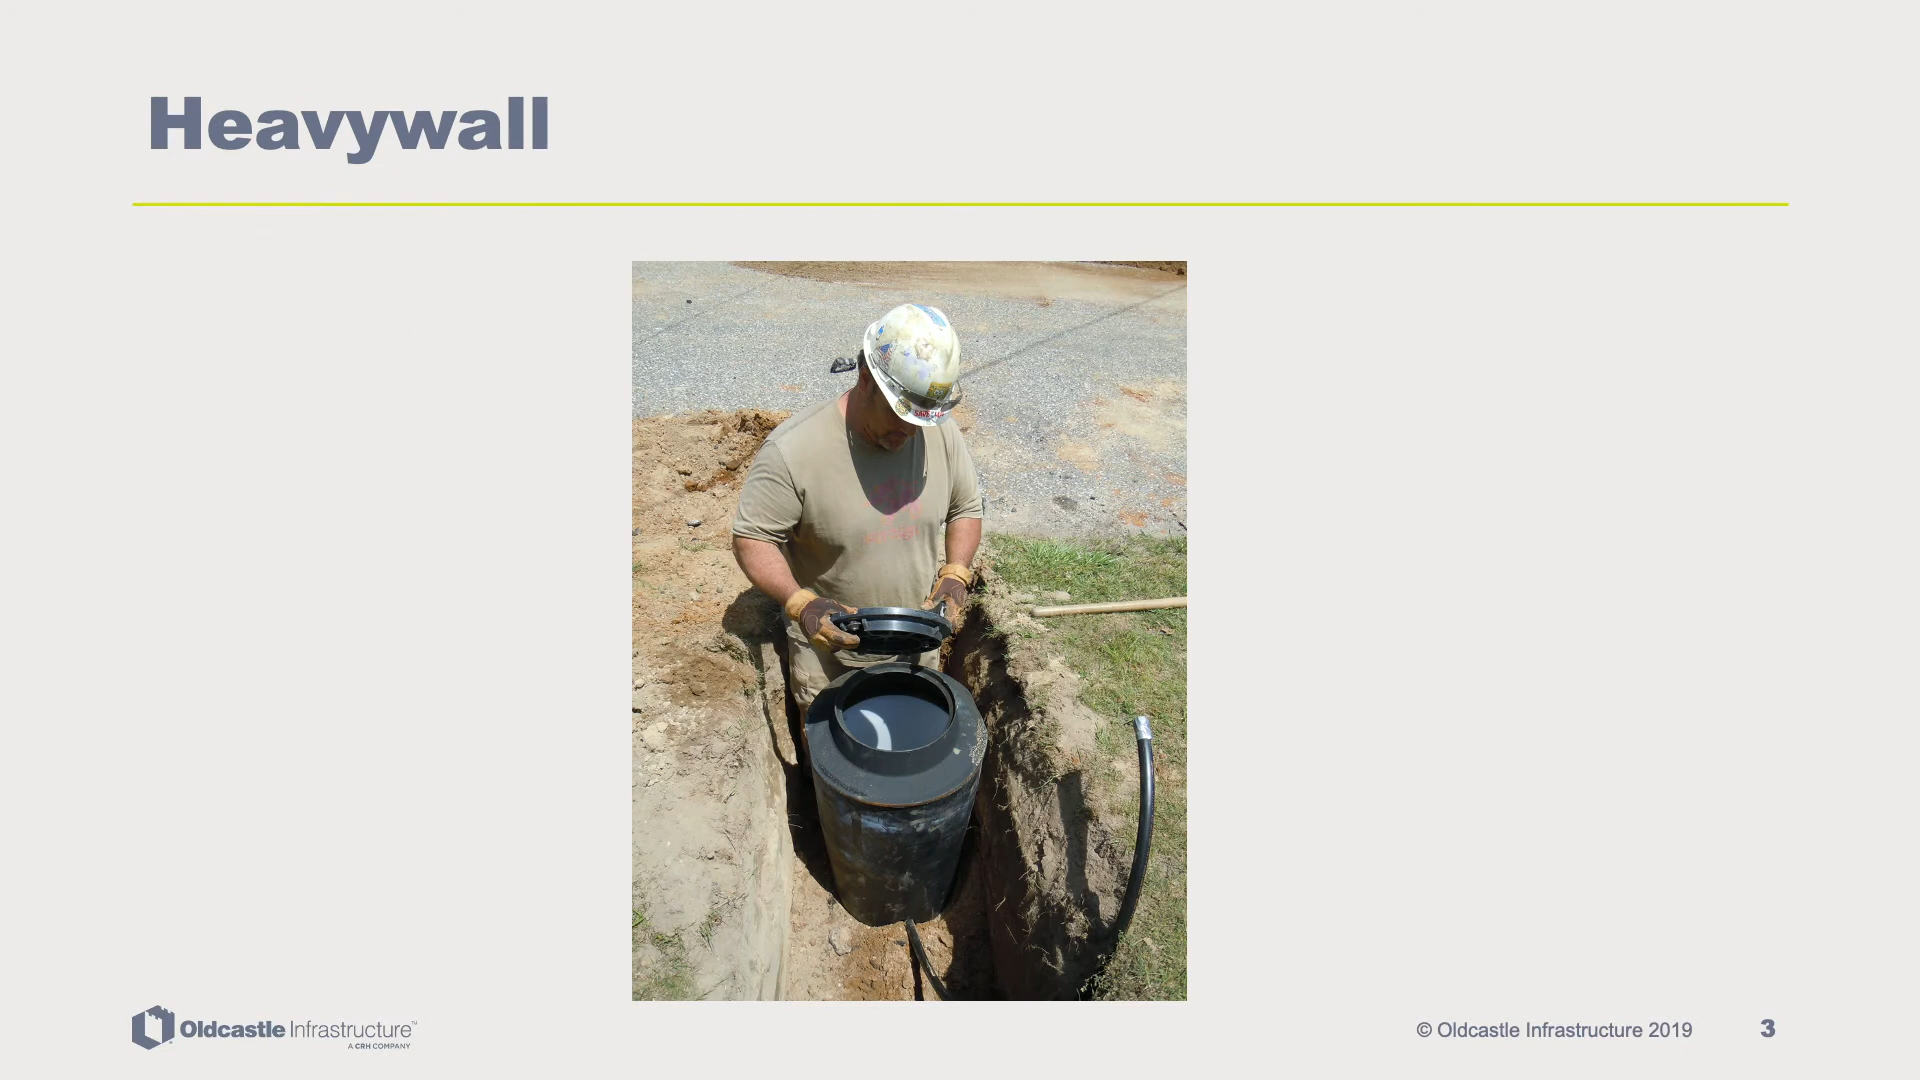 Heavywall
Oldcastle Infrastructure™
A CRH COMPANY
© Oldcastle Infrastructure 2019
3